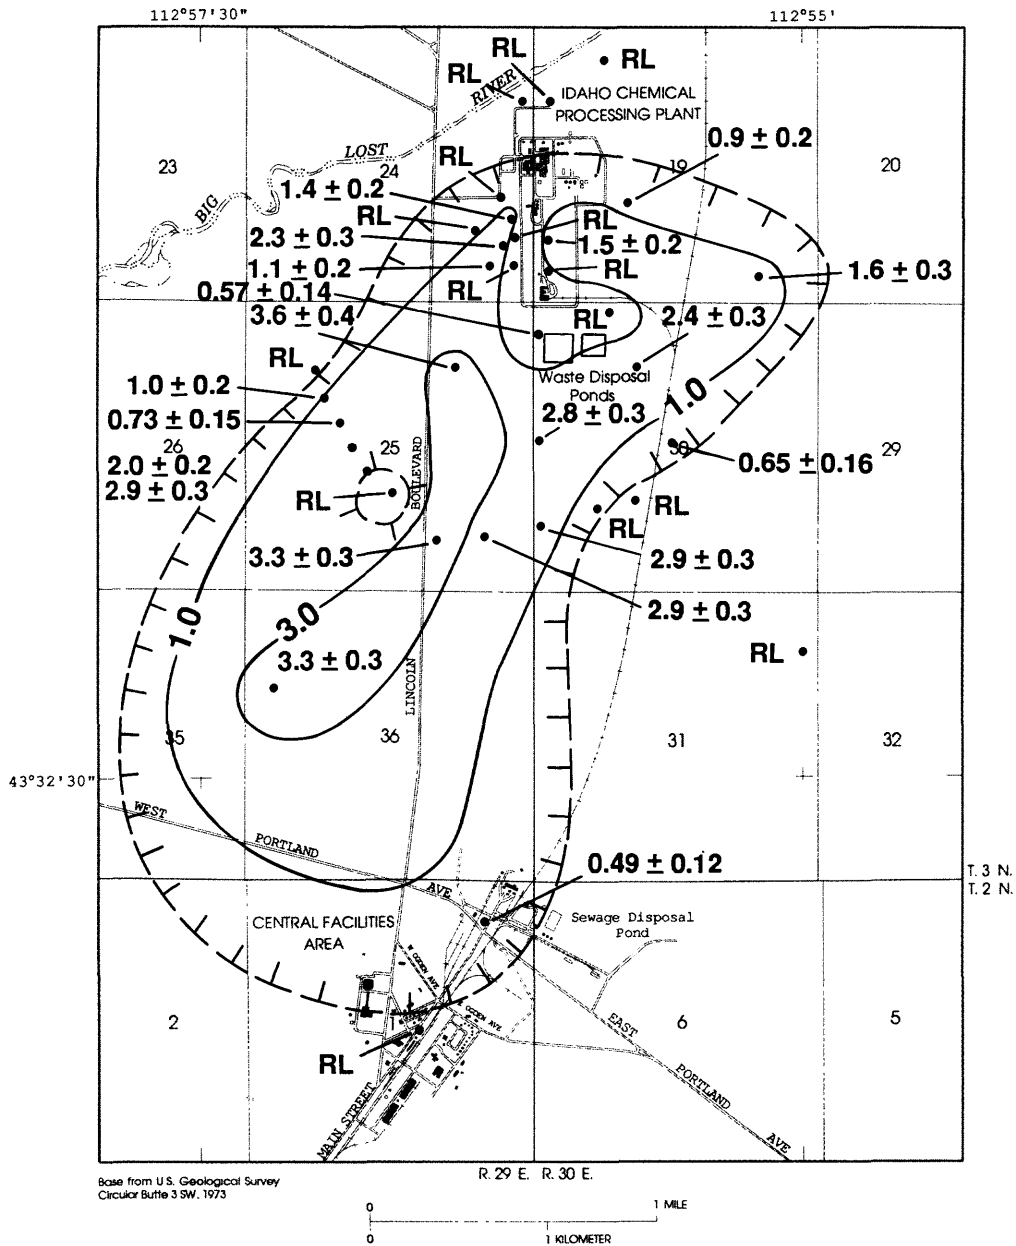 112°57'30"
112°55'
RL
RL
RL
RIVER
IDAHO CHEMICAL
PROCESSING PLANT
0.9 ± 0.2
LOST
RL
23
24
19
20
1.4 ± 0.2
BIG
RL
RL
2.3 ± 0.3
1.5 ± 0.2
1.1 ± 0.2
RL
1.6 ± 0.3
RL
0.57 ± 0.14
3.6 ± 0.4
RL
2.4 ± 0.3
RL
Waste Disposal
Ponds
1.0 ± 0.2
1.0
0.73 ± 0.15
2.8 ± 0.3
26
25
30
29
BOULEVARD
2.0 ± 0.2
0.65 ± 0.16
2.9 ± 0.3
RL
RL
RL
3.3 ± 0.3
2.9 ± 0.3
1.0
3.0
2.9 ± 0.3
3.3 ± 0.3
RL
LINCOLN
35
36
31
32
43°32'30"
WEST
PORTLAND
AVE
0.49 ± 0.12
T. 3 N.
T. 2 N.
CENTRAL FACILITIES
AREA
Sewage Disposal
Pond
OGDEN AVE
E OGDEN AVE
2
1
6
5
EAST
RL
PORTLAND
MAIN STREET
AVE
R. 29 E. R. 30 E.
Base from U.S. Geological Survey
Circular Butte 3 SW, 1973
0
1 MILE
0
1 KILOMETER